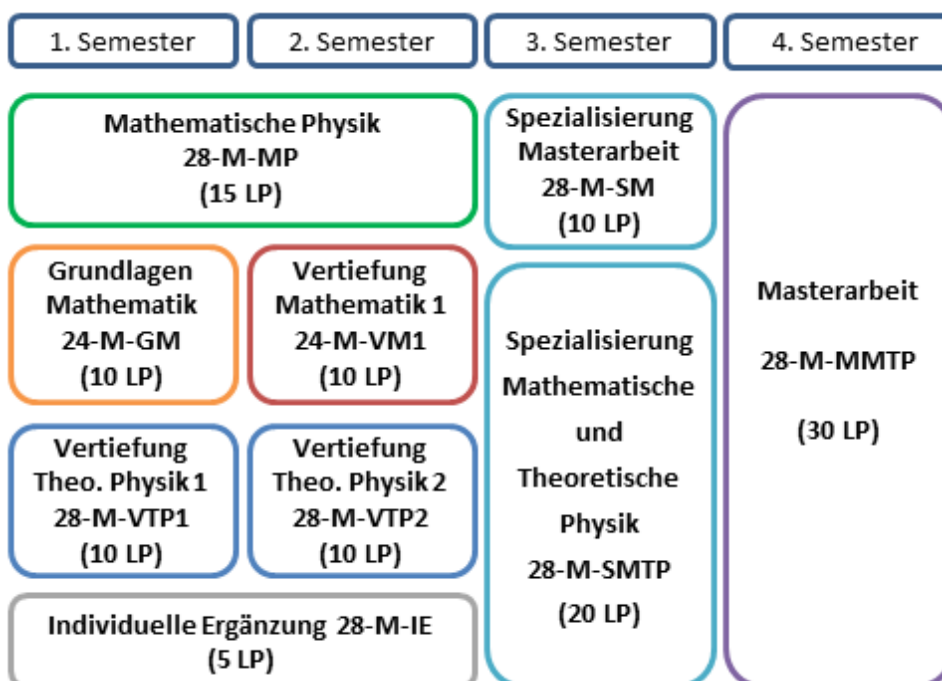 1. Semester
2. Semester
3. Semester
4. Semester
Mathematische Physik
28-M-MP
(15 LP)
Spezialisierung
Masterarbeit
28-M-SM
(10 LP)
Masterarbeit
28-M-MMTP
(30 LP)
Grundlagen
Mathematik
24-M-GM
(10 LP)
Vertiefung
Mathematik 1
24-M-VM1
(10 LP)
Spezialisierung
Mathematische
und
Theoretische
Physik
28-M-SMTP
(20 LP)
Vertiefung
Theo. Physik 1
28-M-VTP1
(10 LP)
Vertiefung
Theo. Physik 2
28-M-VTP2
(10 LP)
Individuelle Ergänzung 28-M-IE
(5 LP)